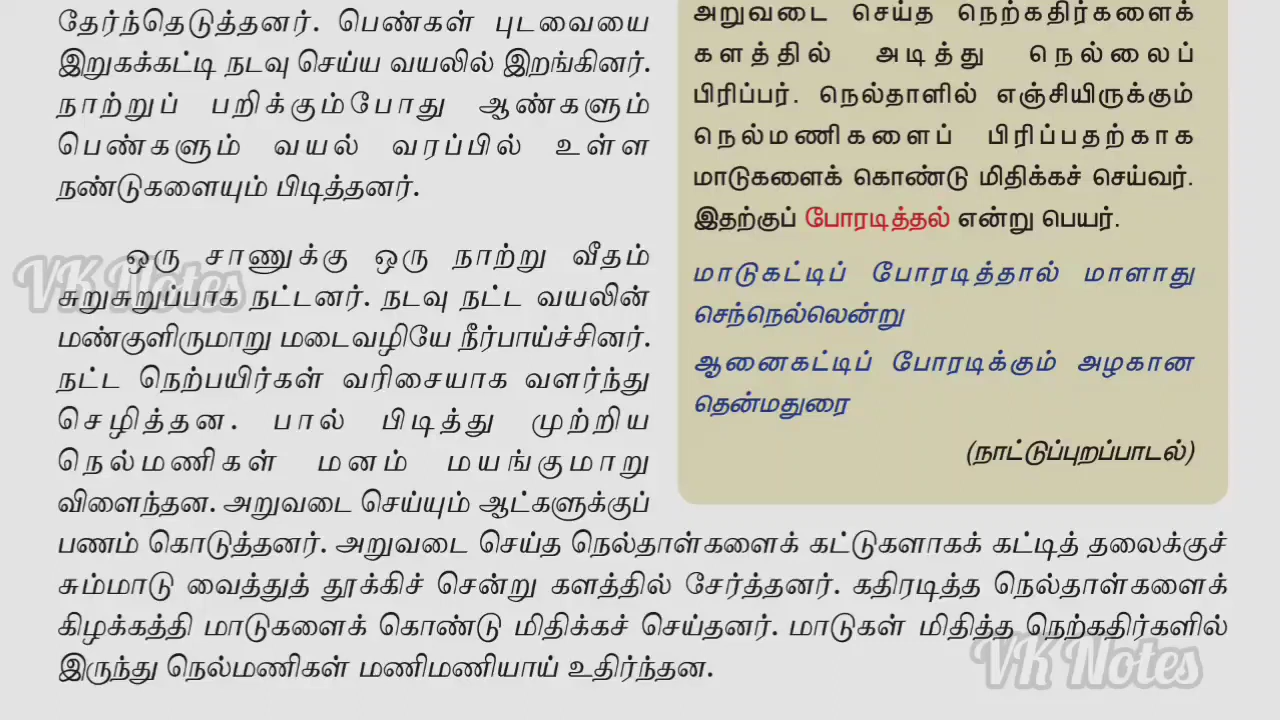 தேர்ந்தெடுத்தனர். பெண்கள் புடவையை
இறுகக்கட்டி நடவு செய்ய வயலில் இறங்கினர்.
நாற்றுப் பறிக்கும்போது ஆண்களும்
பெண்களும் வயல் வரப்பில் உள்ள
நண்டுகளையும் பிடித்தனர்.
ஒரு சாணுக்கு ஒரு நாற்று வீதம்
சுறுசுறுப்பாக நட்டனர். நடவு நட்ட வயலின்
மண்குளிருமாறு மடைவழியே நீர்பாய்ச்சினர்.
நட்ட நெற்பயிர்கள் வரிசையாக வளர்ந்து
செழித்தன. பால் பிடித்து முற்றிய
நெல்மணிகள் மனம் மயங்குமாறு
விளைந்தன. அறுவடை செய்யும் ஆட்களுக்குப்
பணம் கொடுத்தனர். அறுவடை செய்த நெல்தாள்களைக் கட்டுகளாகக் கட்டித் தலைக்குச்
சும்மாடு வைத்துத் தூக்கிச் சென்று களத்தில் சேர்த்தனர். கதிரடித்த நெல்தாள்களைக்
கிழக்கத்தி மாடுகளைக் கொண்டு மிதிக்கச் செய்தனர். மாடுகள் மிதித்த நெற்கதிர்களில்
இருந்து நெல்மணிகள் மணிமணியாய் உதிர்ந்தன.
அறுவடை செய்த நெற்கதிர்களைக்
களத்தில் அடித்து நெல்லைப்
பிரிப்பர். நெல்தாளில் எஞ்சியிருக்கும்
நெல்மணிகளைப் பிரிப்பதற்காக
மாடுகளைக் கொண்டு மிதிக்கச் செய்வர்.
இதற்குப் போரடித்தல் என்று பெயர்.
மாடுகட்டிப் போரடித்தால் மாளாது
செந்நெல்லென்று
ஆனைகட்டிப் போரடிக்கும் அழகான
தென்மதுரை
(நாட்டுப்புறப்பாடல்)
VK Notes
VK Notes